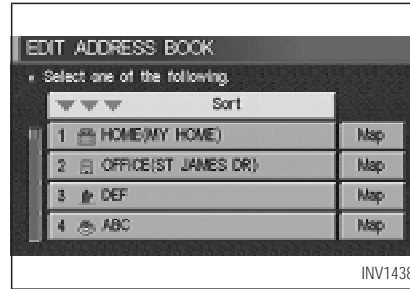 EDIT ADDRESS BOOK
Select one of the following.
Sort
1 HOME(MY HOME) Map
2 OFFICE(ST JAMES DR) Map
3 DEF Map
4 ABC Map
INV1438